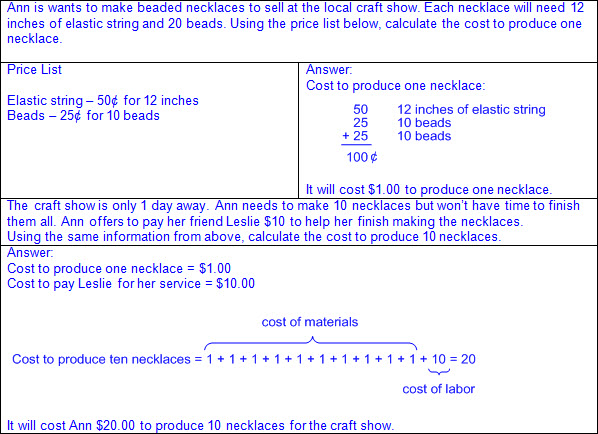 Ann is wants to make beaded necklaces to sell at the local craft show. Each necklace will need 12
inches of elastic string and 20 beads. Using the price list below, calculate the cost to produce one
necklace.
Price List
Elastic string – 50¢ for 12 inches
Beads – 25¢ for 10 beads
Answer:
Cost to produce one necklace:
50 12 inches of elastic string
25 10 beads
+ 25 10 beads
100 ¢
It will cost $1.00 to produce one necklace.
The craft show is only 1 day away. Ann needs to make 10 necklaces but won't have time to finish
them all. Ann offers to pay her friend Leslie $10 to help her finish making the necklaces.
Using the same information from above, calculate the cost to produce 10 necklaces.
Answer:
Cost to produce one necklace = $1.00
Cost to pay Leslie for her service = $10.00
cost of materials
Cost to produce ten necklaces = 1 + 1 + 1 + 1 + 1 + 1 + 1 + 1 + 1 + 1 + 1 + 1 + 10 = 20
cost of labor
It will cost Ann $20.00 to produce 10 necklaces for the craft show.